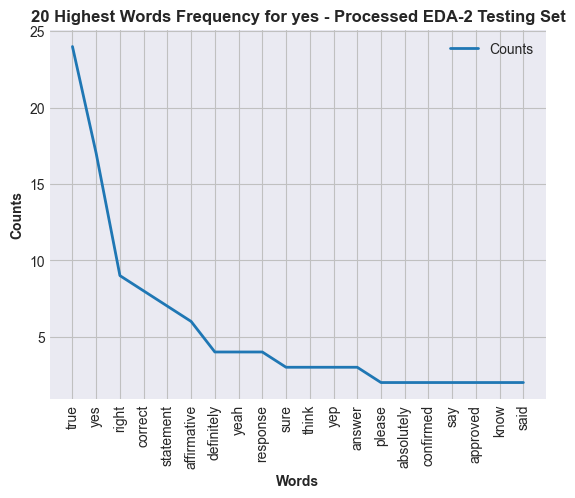 20 Highest Words Frequency for yes - Processed EDA-2 Testing Set
Counts
25
20
15
10
5
Counts
true
yes
right
correct
statement
affirmative
definitely
yeah
response
sure
think
yep
answer
please
absolutely
confirmed
say
approved
know
said
Words